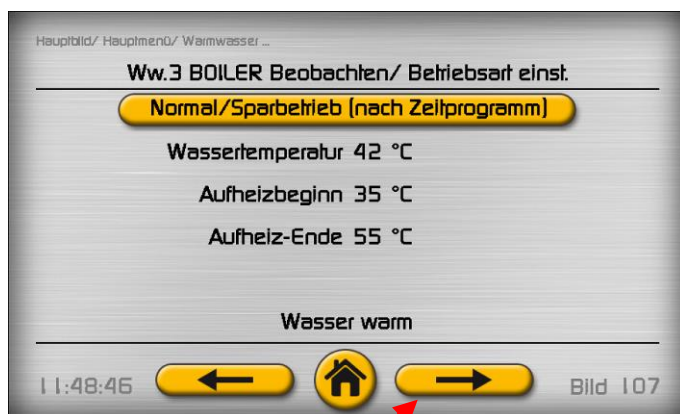 Hauptbild/ Hauptmenü/ Warmwasser ...
Ww.3 BOILER Beobachten/ Betriebsart einst.
Normal/Sparbetrieb (nach Zeitprogramm)
Wassertemperatur 42 °C
Aufheizbeginn 35 °C
Aufheiz-Ende 55 °C
Wasser warm
11:48:46 Bild 107